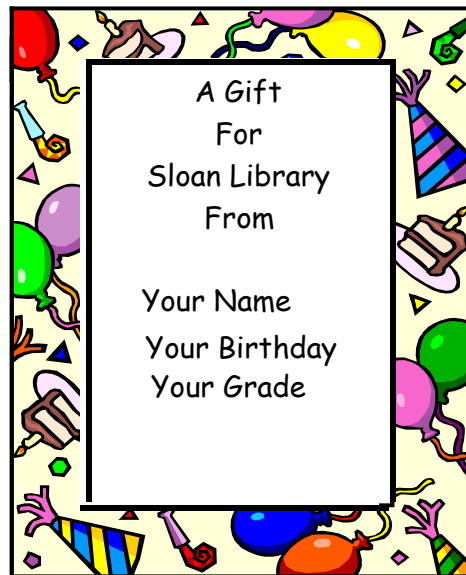 A Gift
For
Sloan Library
From
Your Name
Your Birthday
Your Grade